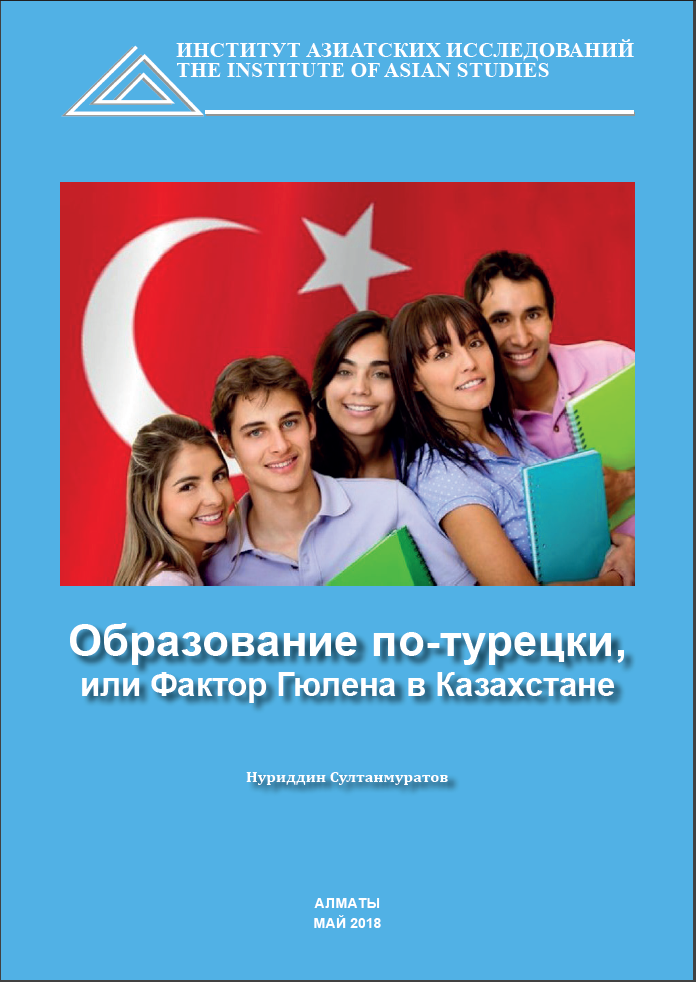 ИНСТИТУТ АЗИАТСКИХ ИССЛЕДОВАНИЙ
THE INSTITUTE OF ASIAN STUDIES
Образование по-турецки,
или Фактор Гюлена в Казахстане
Нуриддин Султанмуратов
АЛМАТЫ
МАЙ 2018